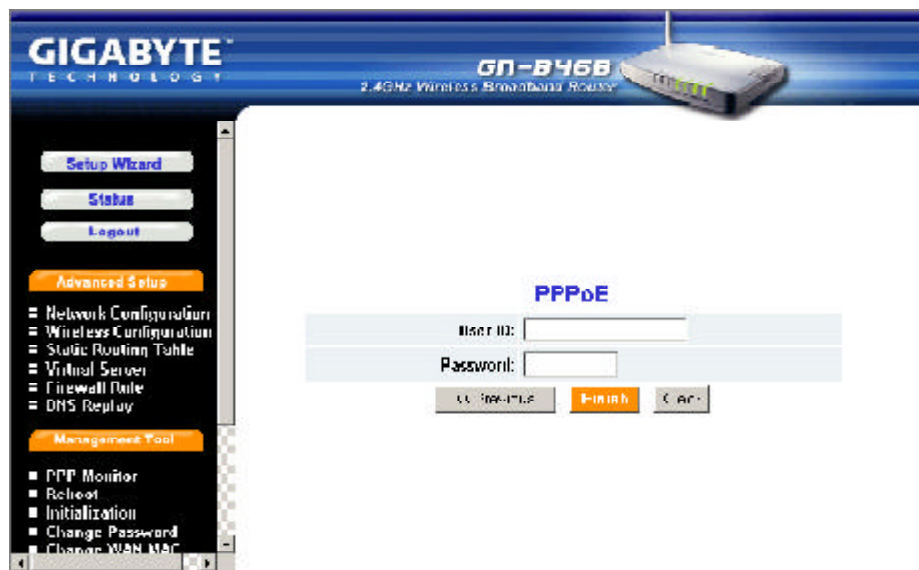 GIGABYTE
TECHNOLOGY
GN-B46B
2.4GHz Wireless Broadband Router
Setup Wizard
Status
Logout
Advanced Setup
Network Configuration
Wireless Configuration
Static Routing Table
Virtual Server
Firewall Rule
DNS Replay
Management Tool
PPP Monitor
Reboot
Initialization
Change Password
Change WAN MAC
PPPoE
User ID:
Password:
<< Previous
Finish
Clear